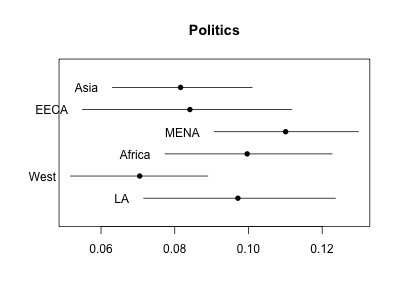 Politics
Asia
EECA
MENA
Africa
West
LA
0.06 0.08 0.10 0.12